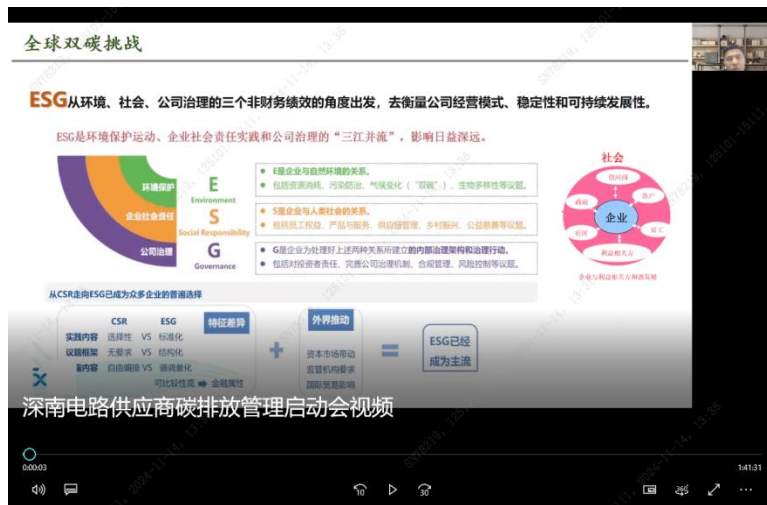 全球双碳挑战
ESG从环境、社会、公司治理的三个非财务绩效的角度出发，去衡量公司经营模式、稳定性和可持续发展性。
ESG是环境保护运动、企业社会责任实践和公司治理的“三江并流”，影响日益深远。
环境保护
企业社会责任
公司治理
E
Environment
S
Social Responsibility
G
Governance
E是企业与自然环境的关系。
包括资源消耗、污染防治、气候变化（“双碳”）、生物多样性等议题。
S是企业与人类社会的关系。
包括员工权益、产品与服务、供应链管理、乡村振兴、公益慈善等议题。
G是企业为处理好上述两种关系所建立的内部治理架构和治理行动。
包括对投资者责任、完善公司治理机制、合规管理、风险控制等议题。
社会
供应商
政府
客户
企业
社区
员工
利益相关方
企业与利益相关方和谐发展
从CSR走向ESG已成为众多企业的普遍选择
CSR ESG 特征差异
实践内容 选择性 VS 标准化
议题框架 无要求 VS 结构化
内容 自由编排 VS 强调量化
可比较性高 金融属性
+
外界推动
资本市场带动
监管机构要求
国际贸易影响
=
ESG已经
成为主流
深南电路供应商碳排放管理启动会视频
0:00:03
1:41:31
10
30
360°